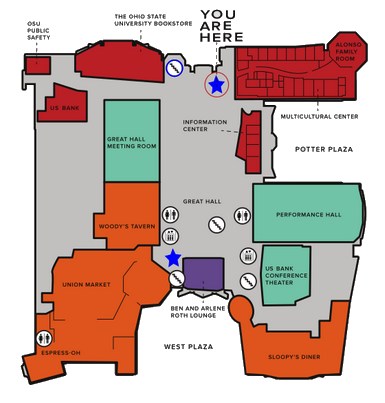 YOU
ARE
HERE
THE OHIO STATE
UNIVERSITY BOOKSTORE
OSU
PUBLIC
SAFETY
ALONSO
FAMILY
ROOM
US BANK
MULTICULTURAL CENTER
INFORMATION
CENTER
GREAT HALL
MEETING ROOM
POTTER PLAZA
GREAT HALL
PERFORMANCE HALL
WOODY'S TAVERN
US BANK
CONFERENCE
THEATER
UNION MARKET
BEN AND ARLENE
ROTH LOUNGE
WEST PLAZA
ESPRESS-OH
SLOOPY'S DINER